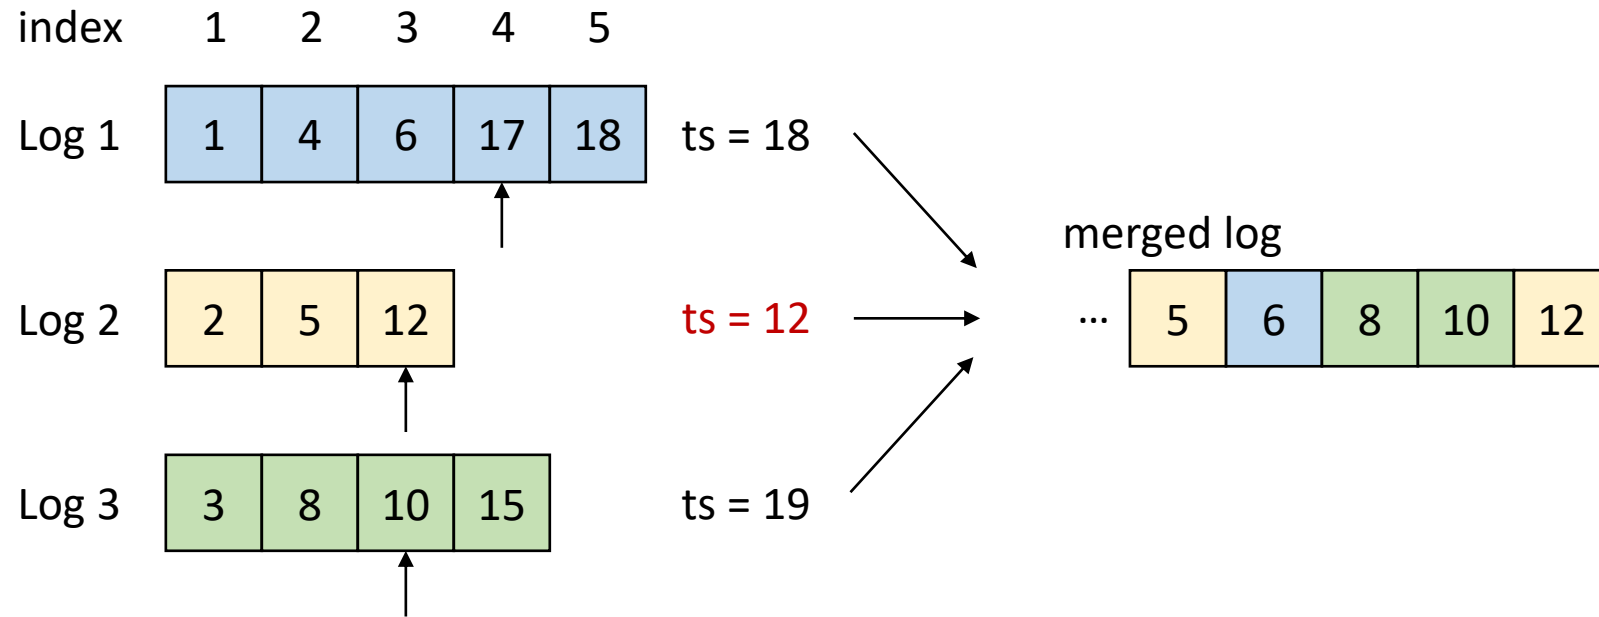 index 1 2 3 4 5
Log 1 1 4 6 17 18 ts = 18
merged log
Log 2 2 5 12 ts = 12 ... 5 6 8 10 12
Log 3 3 8 10 15 ts = 19